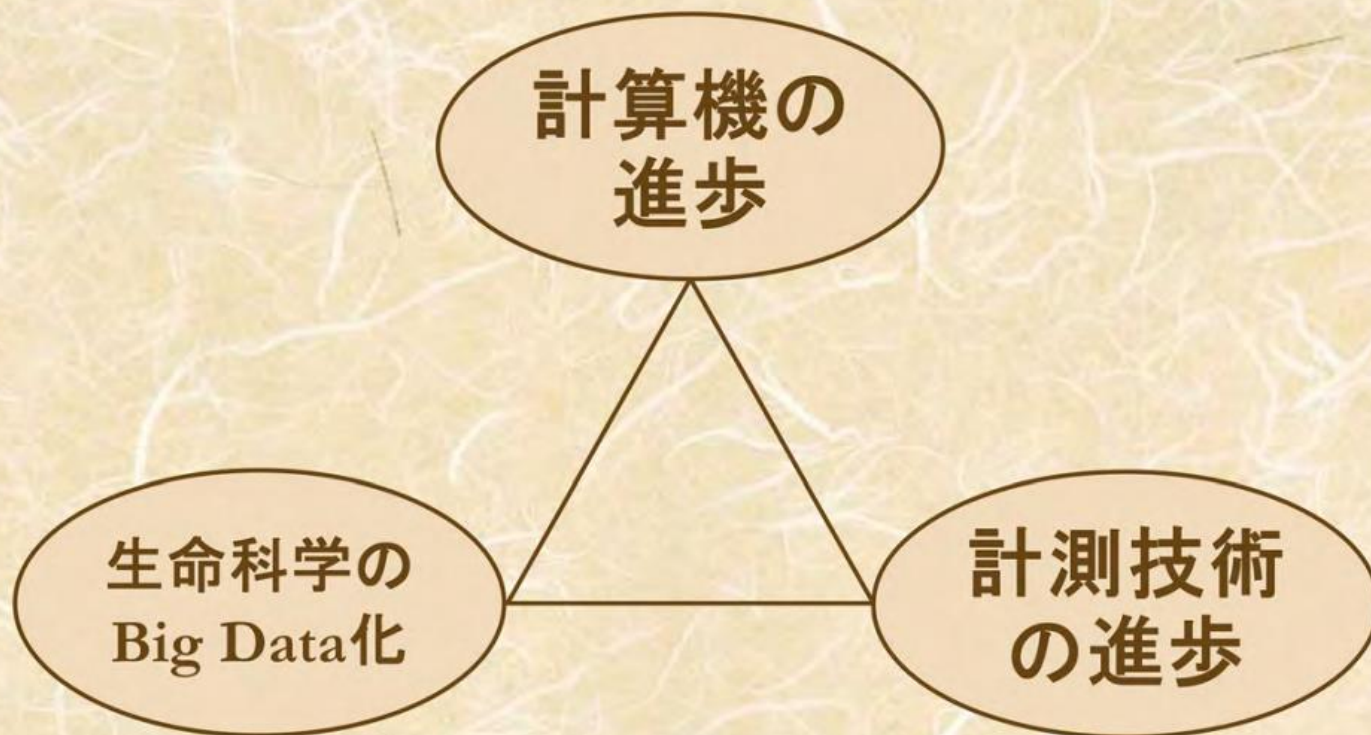 計算機の
進歩
生命科学の
Big Data化
計測技術
の進歩